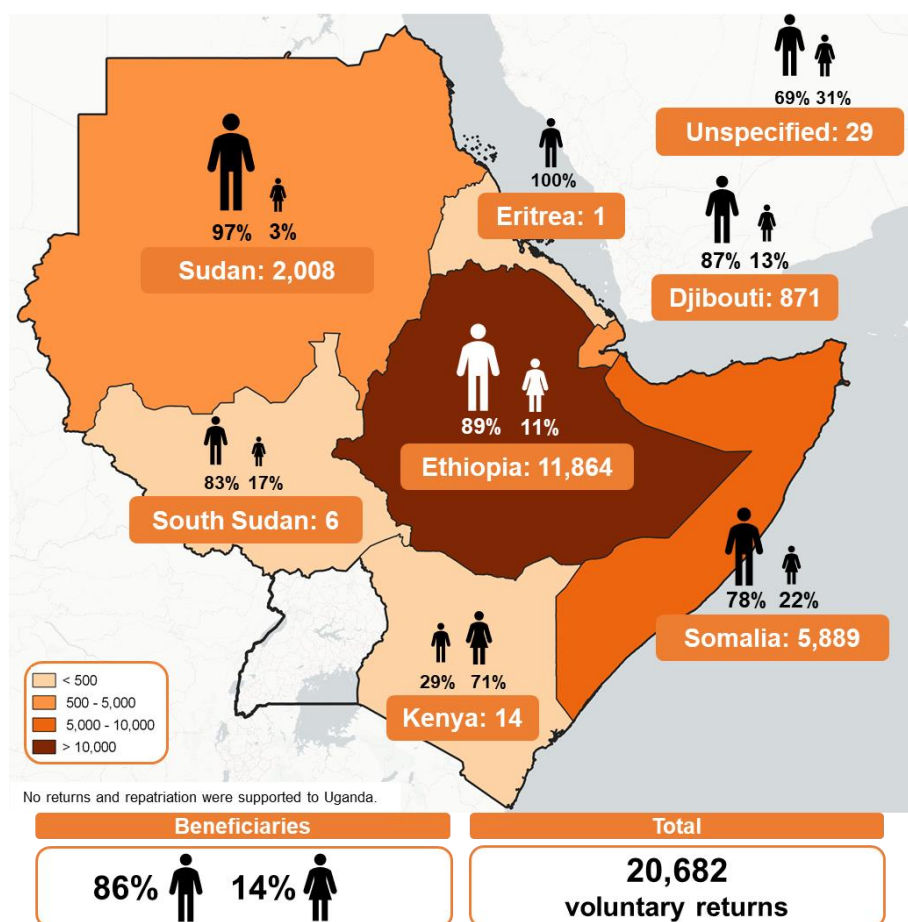 69% 31%
Unspecified: 29
100%
Eritrea: 1
97% 3%
Sudan: 2,008
87% 13%
Djibouti: 871
89% 11%
Ethiopia: 11,864
83% 17%
South Sudan: 6
78% 22%
Somalia: 5,889
29% 71%
Kenya: 14
< 500
500 - 5,000
5,000 - 10,000
> 10,000
No returns and repatriation were supported to Uganda.
Beneficiaries
86% 14%
Total
20,682
voluntary returns